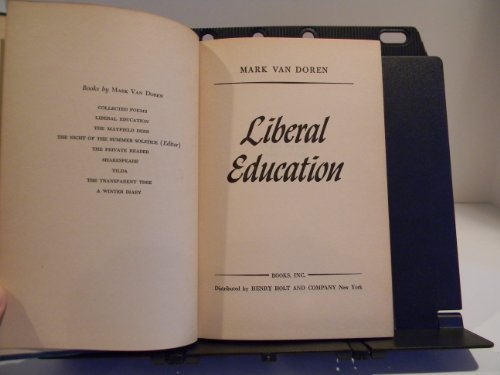 Books by MARK VAN DOREN
COLLECTED POEMS
LIBERAL EDUCATION
THE MAYFIELD DEER
THE NIGHT OF THE SUMMER SOLSTICE (Editor)
THE PRIVATE READER
SHAKESPEARE
TILDA
THE TRANSPARENT TREE
A WINTER DIARY
MARK VAN DOREN
Liberal
Education
BOOKS, INC.
Distributed by HENRY HOLT AND COMPANY New York